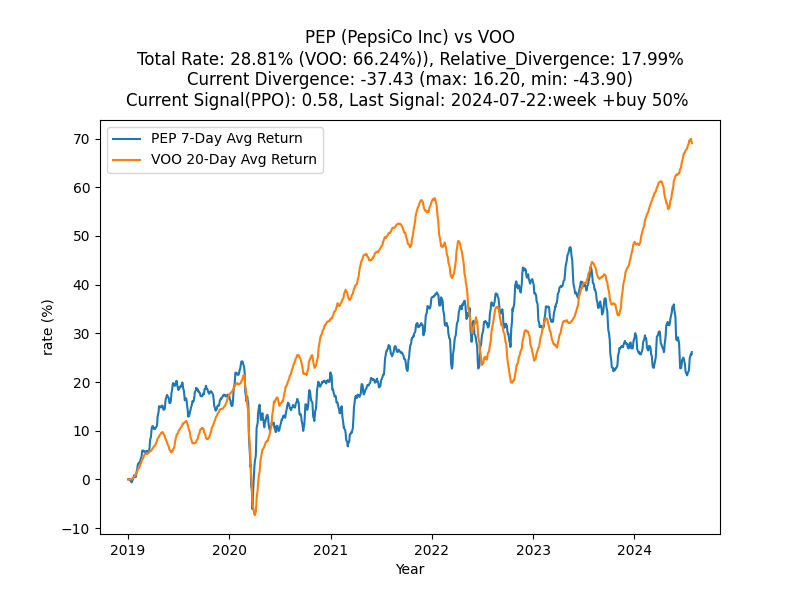 PEP (PepsiCo Inc) vs VOO
Total Rate: 28.81% (VOO: 66.24%)), Relative_Divergence: 17.99%
Current Divergence: -37.43 (max: 16.20, min: -43.90)
Current Signal(PPO): 0.58, Last Signal: 2024-07-22:week +buy 50%
PEP 7-Day Avg Return
VOO 20-Day Avg Return
70
60
50
40
30
20
10
0
−10
rate (%)
2019 2020 2021 2022 2023 2024
Year